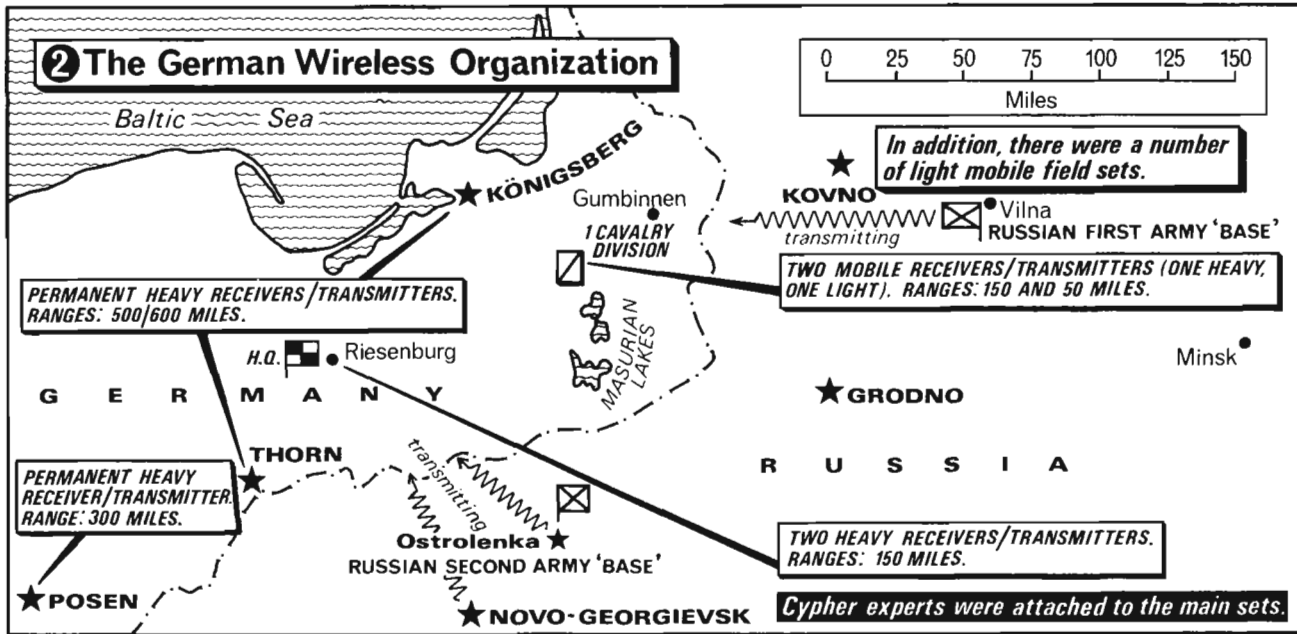 2 The German Wireless Organization
0 25 50 75 100 125 150
Miles
Baltic Sea
In addition, there were a number
of light mobile field sets.
KÖNIGSBERG
Gumbinnen
KOVNO
Vilna
transmitting
RUSSIAN FIRST ARMY 'BASE'
1 CAVALRY
DIVISION
PERMANENT HEAVY RECEIVERS/TRANSMITTERS.
RANGES: 500/600 MILES.
TWO MOBILE RECEIVERS/TRANSMITTERS (ONE HEAVY,
ONE LIGHT). RANGES: 150 AND 50 MILES.
H.Q.
Riesenburg
MASURIAN
LAKES
Minsk
GERMANY
GRODNO
THORN
transmitting
RUSSIA
PERMANENT HEAVY
RECEIVER/TRANSMITTER.
RANGE: 300 MILES.
Ostrolenka
RUSSIAN SECOND ARMY 'BASE'
TWO HEAVY RECEIVERS/TRANSMITTERS.
RANGES: 150 MILES.
POSEN
NOVO-GEORGIEVSK
Cypher experts were attached to the main sets.